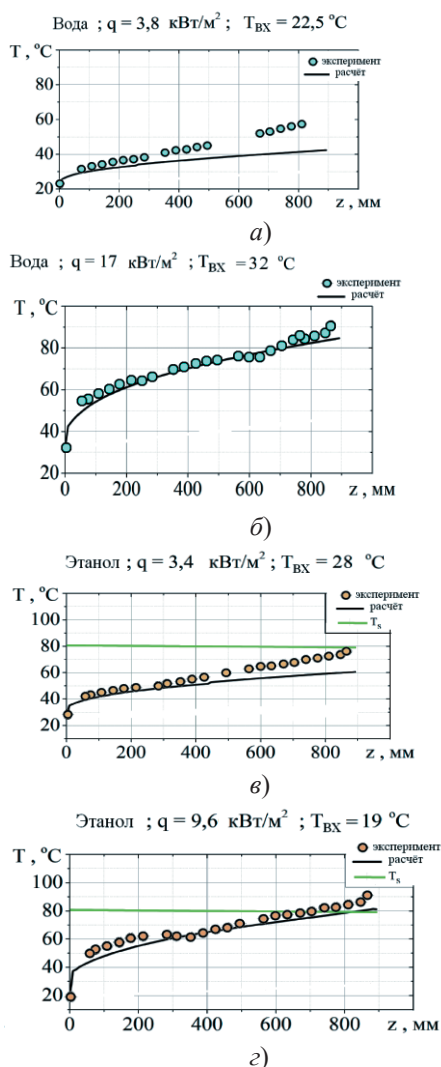 Вода ; q = 3,8 кВт/м² ; T_ВХ = 22,5 °C
T , °C
эксперимент
расчёт
100
80
60
40
20
0 200 400 600 800
z , мм
а)
Вода ; q = 17 кВт/м² ; T_ВХ = 32 °C
T , °C
эксперимент
расчёт
100
80
60
40
20
0 200 400 600 800
z , мм
б)
Этанол ; q = 3,4 кВт/м² ; T_ВХ = 28 °C
T , °C
эксперимент
расчёт
T_s
100
80
60
40
20
0 200 400 600 800
z , мм
в)
Этанол ; q = 9,6 кВт/м² ; T_ВХ = 19 °C
T , °C
эксперимент
расчёт
T_s
100
80
60
40
20
0 200 400 600 800
z , мм
г)